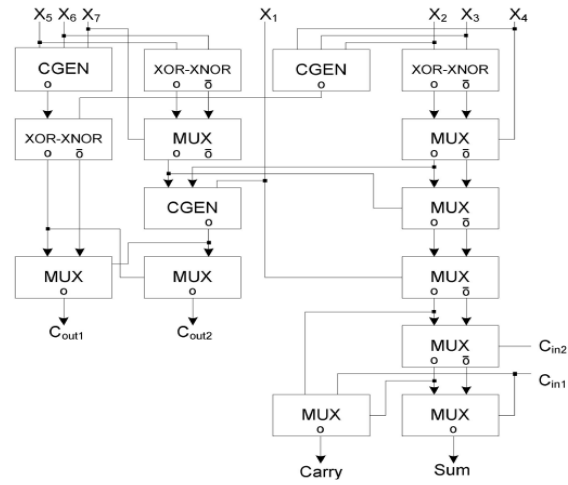 X5 X6 X7 X1 X2 X3 X4
CGEN
o
XOR-XNOR
o o̅
CGEN
o
XOR-XNOR
o o̅
XOR-XNOR
o o̅
MUX
o o̅
MUX
o o̅
CGEN
o
MUX
o o̅
MUX
o
MUX
o
MUX
o o̅
Cout1
Cout2
MUX
o o̅
Cin2
Cin1
MUX
o
MUX
o
Carry
Sum